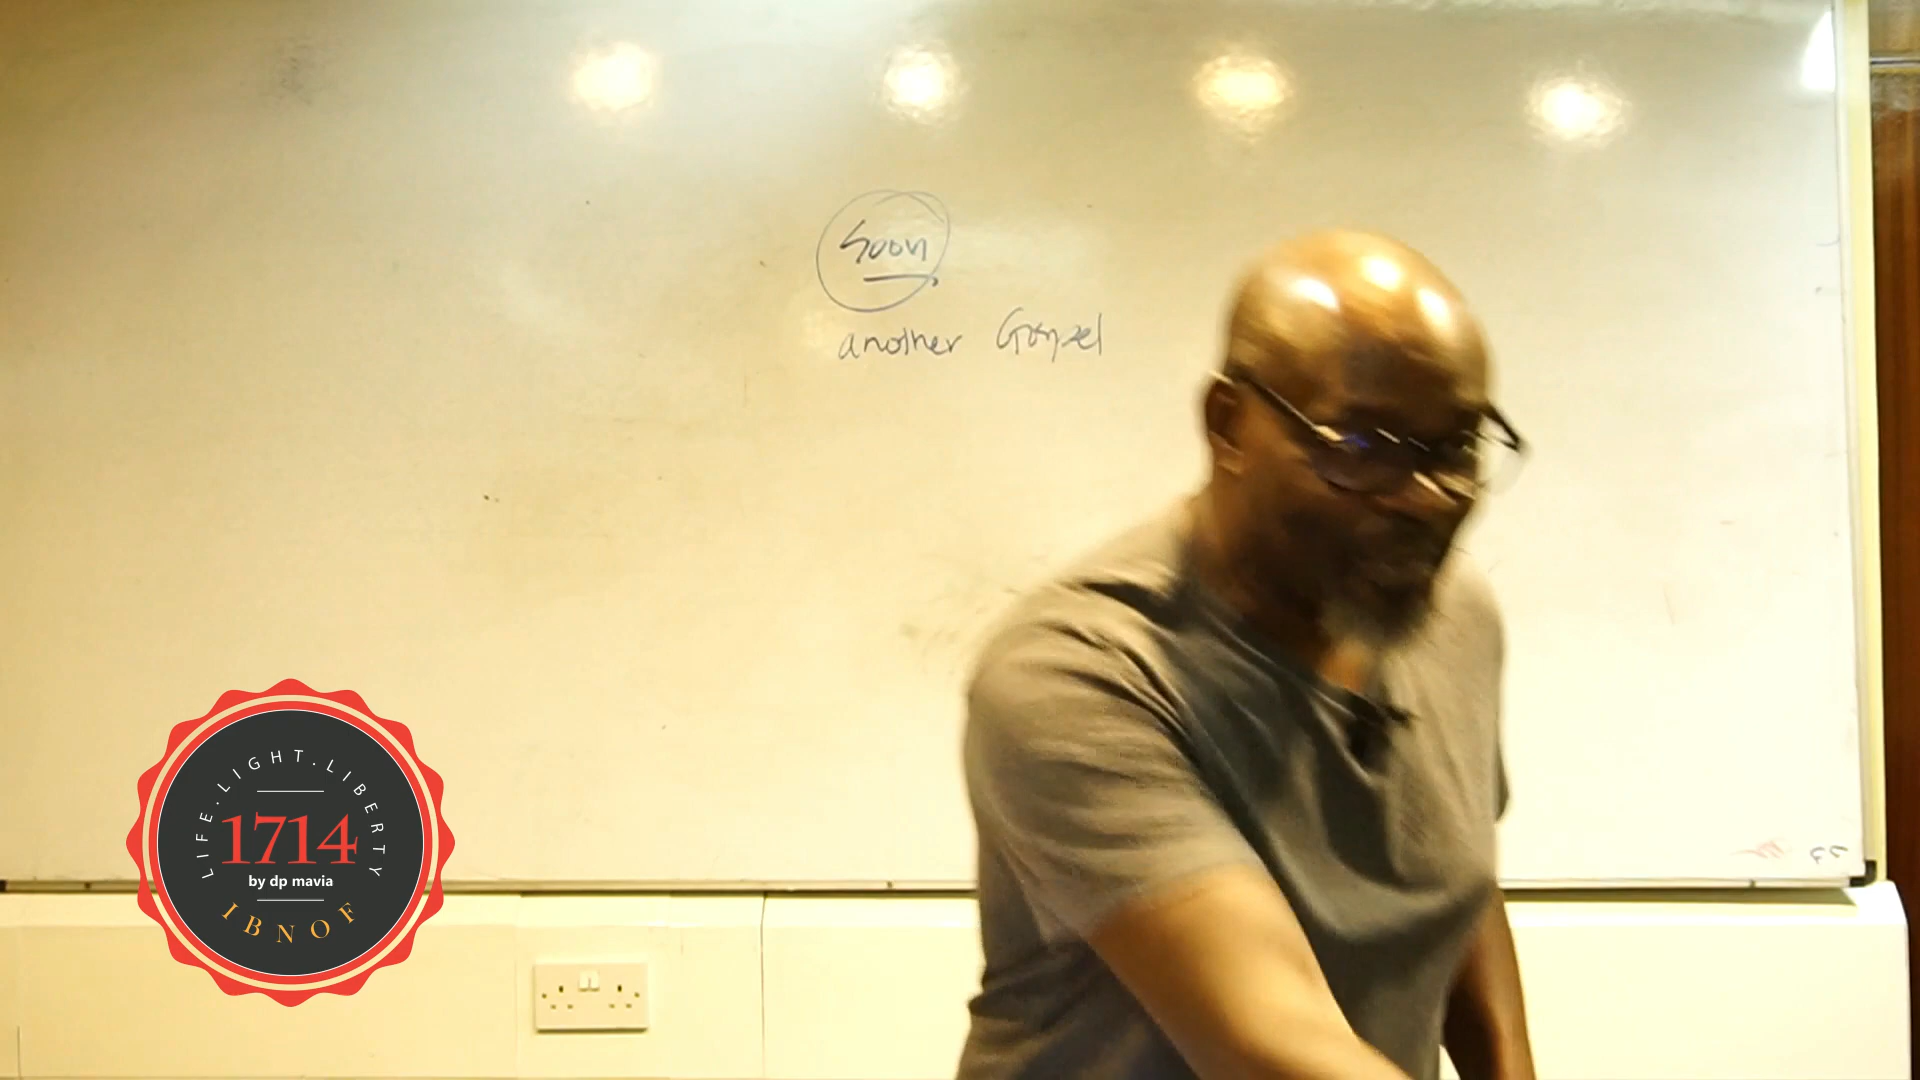 Soon
another Gospel
LIFE.LIGHT.LIBERTY
1714
by dp mavia
IBNOF